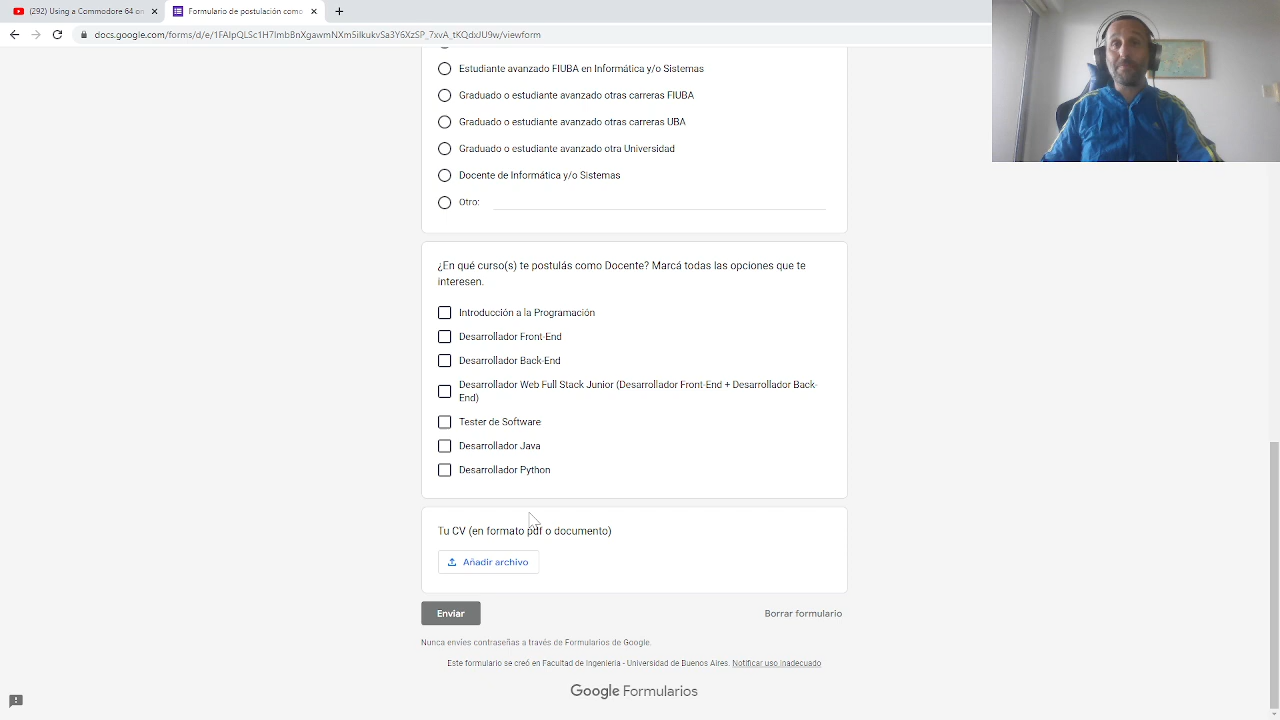 (292) Using a Commodore 64 on
Formulario de postulación como
docs.google.com/forms/d/e/1FAIpQLSc1H7ImbBnXgawmNXm5iIkukvSa3Y6XzSP_7xvA_tKQdxJU9w/viewform
Estudiante avanzado FIUBA en Informática y/o Sistemas
Graduado o estudiante avanzado otras carreras FIUBA
Graduado o estudiante avanzado otras carreras UBA
Graduado o estudiante avanzado otra Universidad
Docente de Informática y/o Sistemas
Otro:
¿En qué curso(s) te postulás como Docente? Marcá todas las opciones que te
interesen.
Introducción a la Programación
Desarrollador Front-End
Desarrollador Back-End
Desarrollador Web Full Stack Junior (Desarrollador Front-End + Desarrollador Back-
End)
Tester de Software
Desarrollador Java
Desarrollador Python
Tu CV (en formato pdf o documento)
Añadir archivo
Enviar
Borrar formulario
Nunca envíes contraseñas a través de Formularios de Google.
Este formulario se creó en Facultad de Ingeniería - Universidad de Buenos Aires. Notificar uso inadecuado
Google Formularios